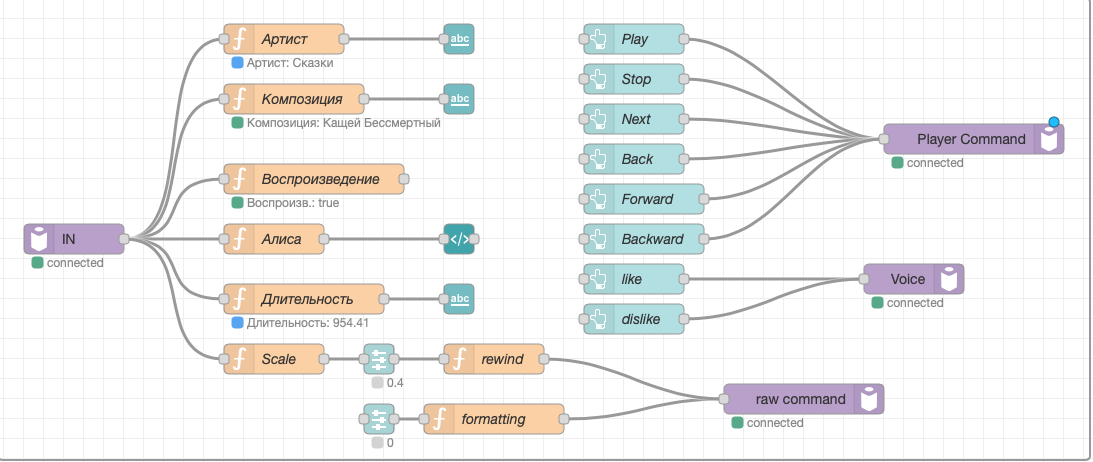 Артист
abc
Артист: Сказки
Композиция
abc
Композиция: Кащей Бессмертный
Воспроизведение
Воспроизв.: true
IN
connected
Алиса
</>
Длительность
abc
Длительность: 954.41
Scale
0.4
rewind
formatting
0
Play
Stop
Next
Back
Forward
Backward
Player Command
connected
like
dislike
Voice
connected
raw command
connected